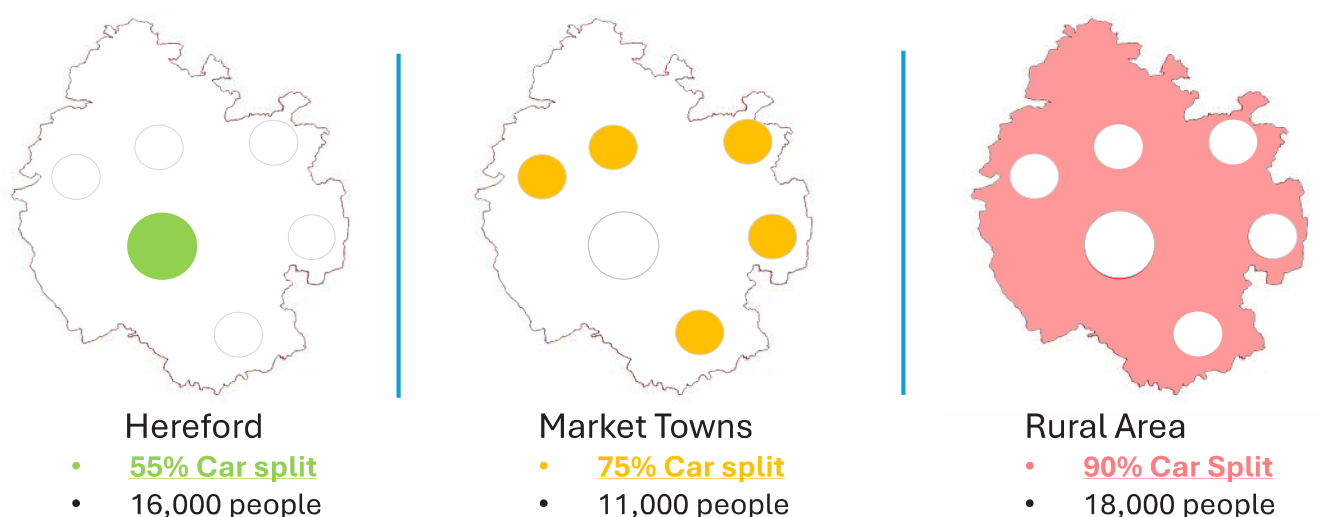 Hereford
• 55% Car split
• 16,000 people
Market Towns
• 75% Car split
• 11,000 people
Rural Area
• 90% Car Split
• 18,000 people